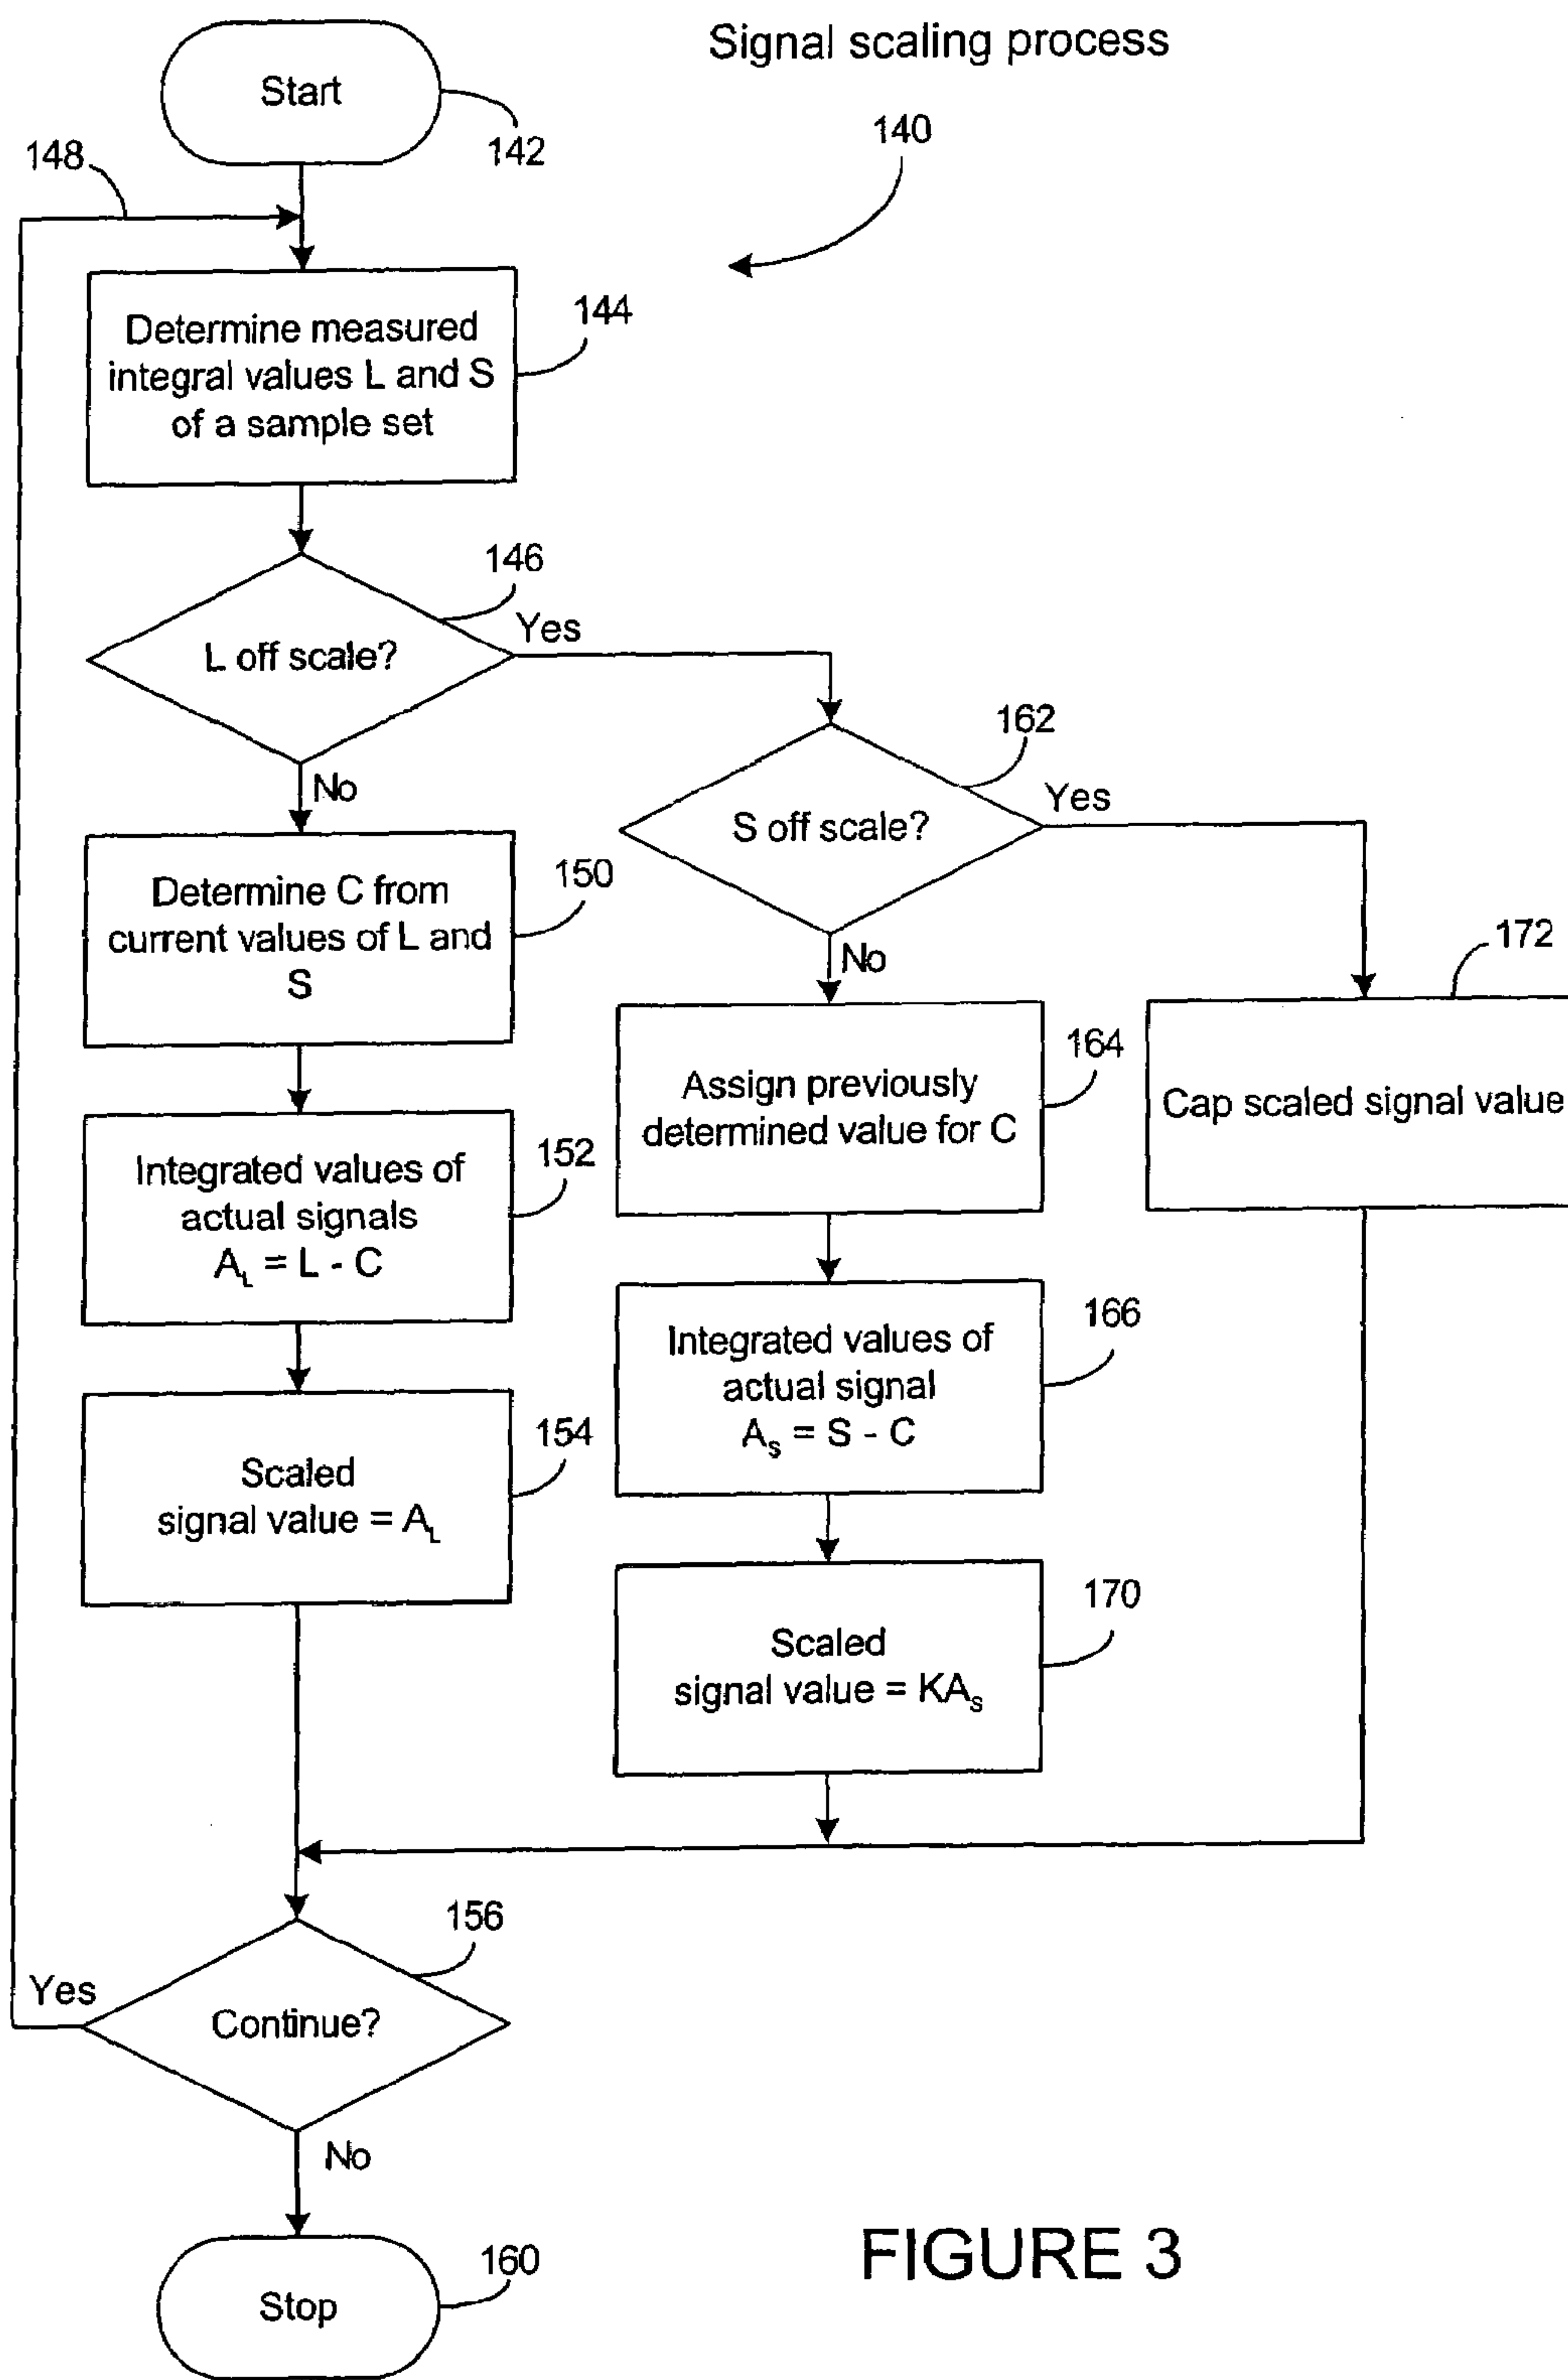 Signal scaling process
Start
142
140
148
Determine measured
integral values L and S
of a sample set
144
L off scale?
146
Yes
No
S off scale?
162
Yes
No
Determine C from
current values of L and
S
150
172
Cap scaled signal value
Assign previously
determined value for C
164
Integrated values of
actual signals
A_L = L - C
152
Integrated values of
actual signal
A_S = S - C
166
Scaled
signal value = A_L
154
Scaled
signal value = KA_S
170
156
Yes
Continue?
No
Stop
160
FIGURE 3